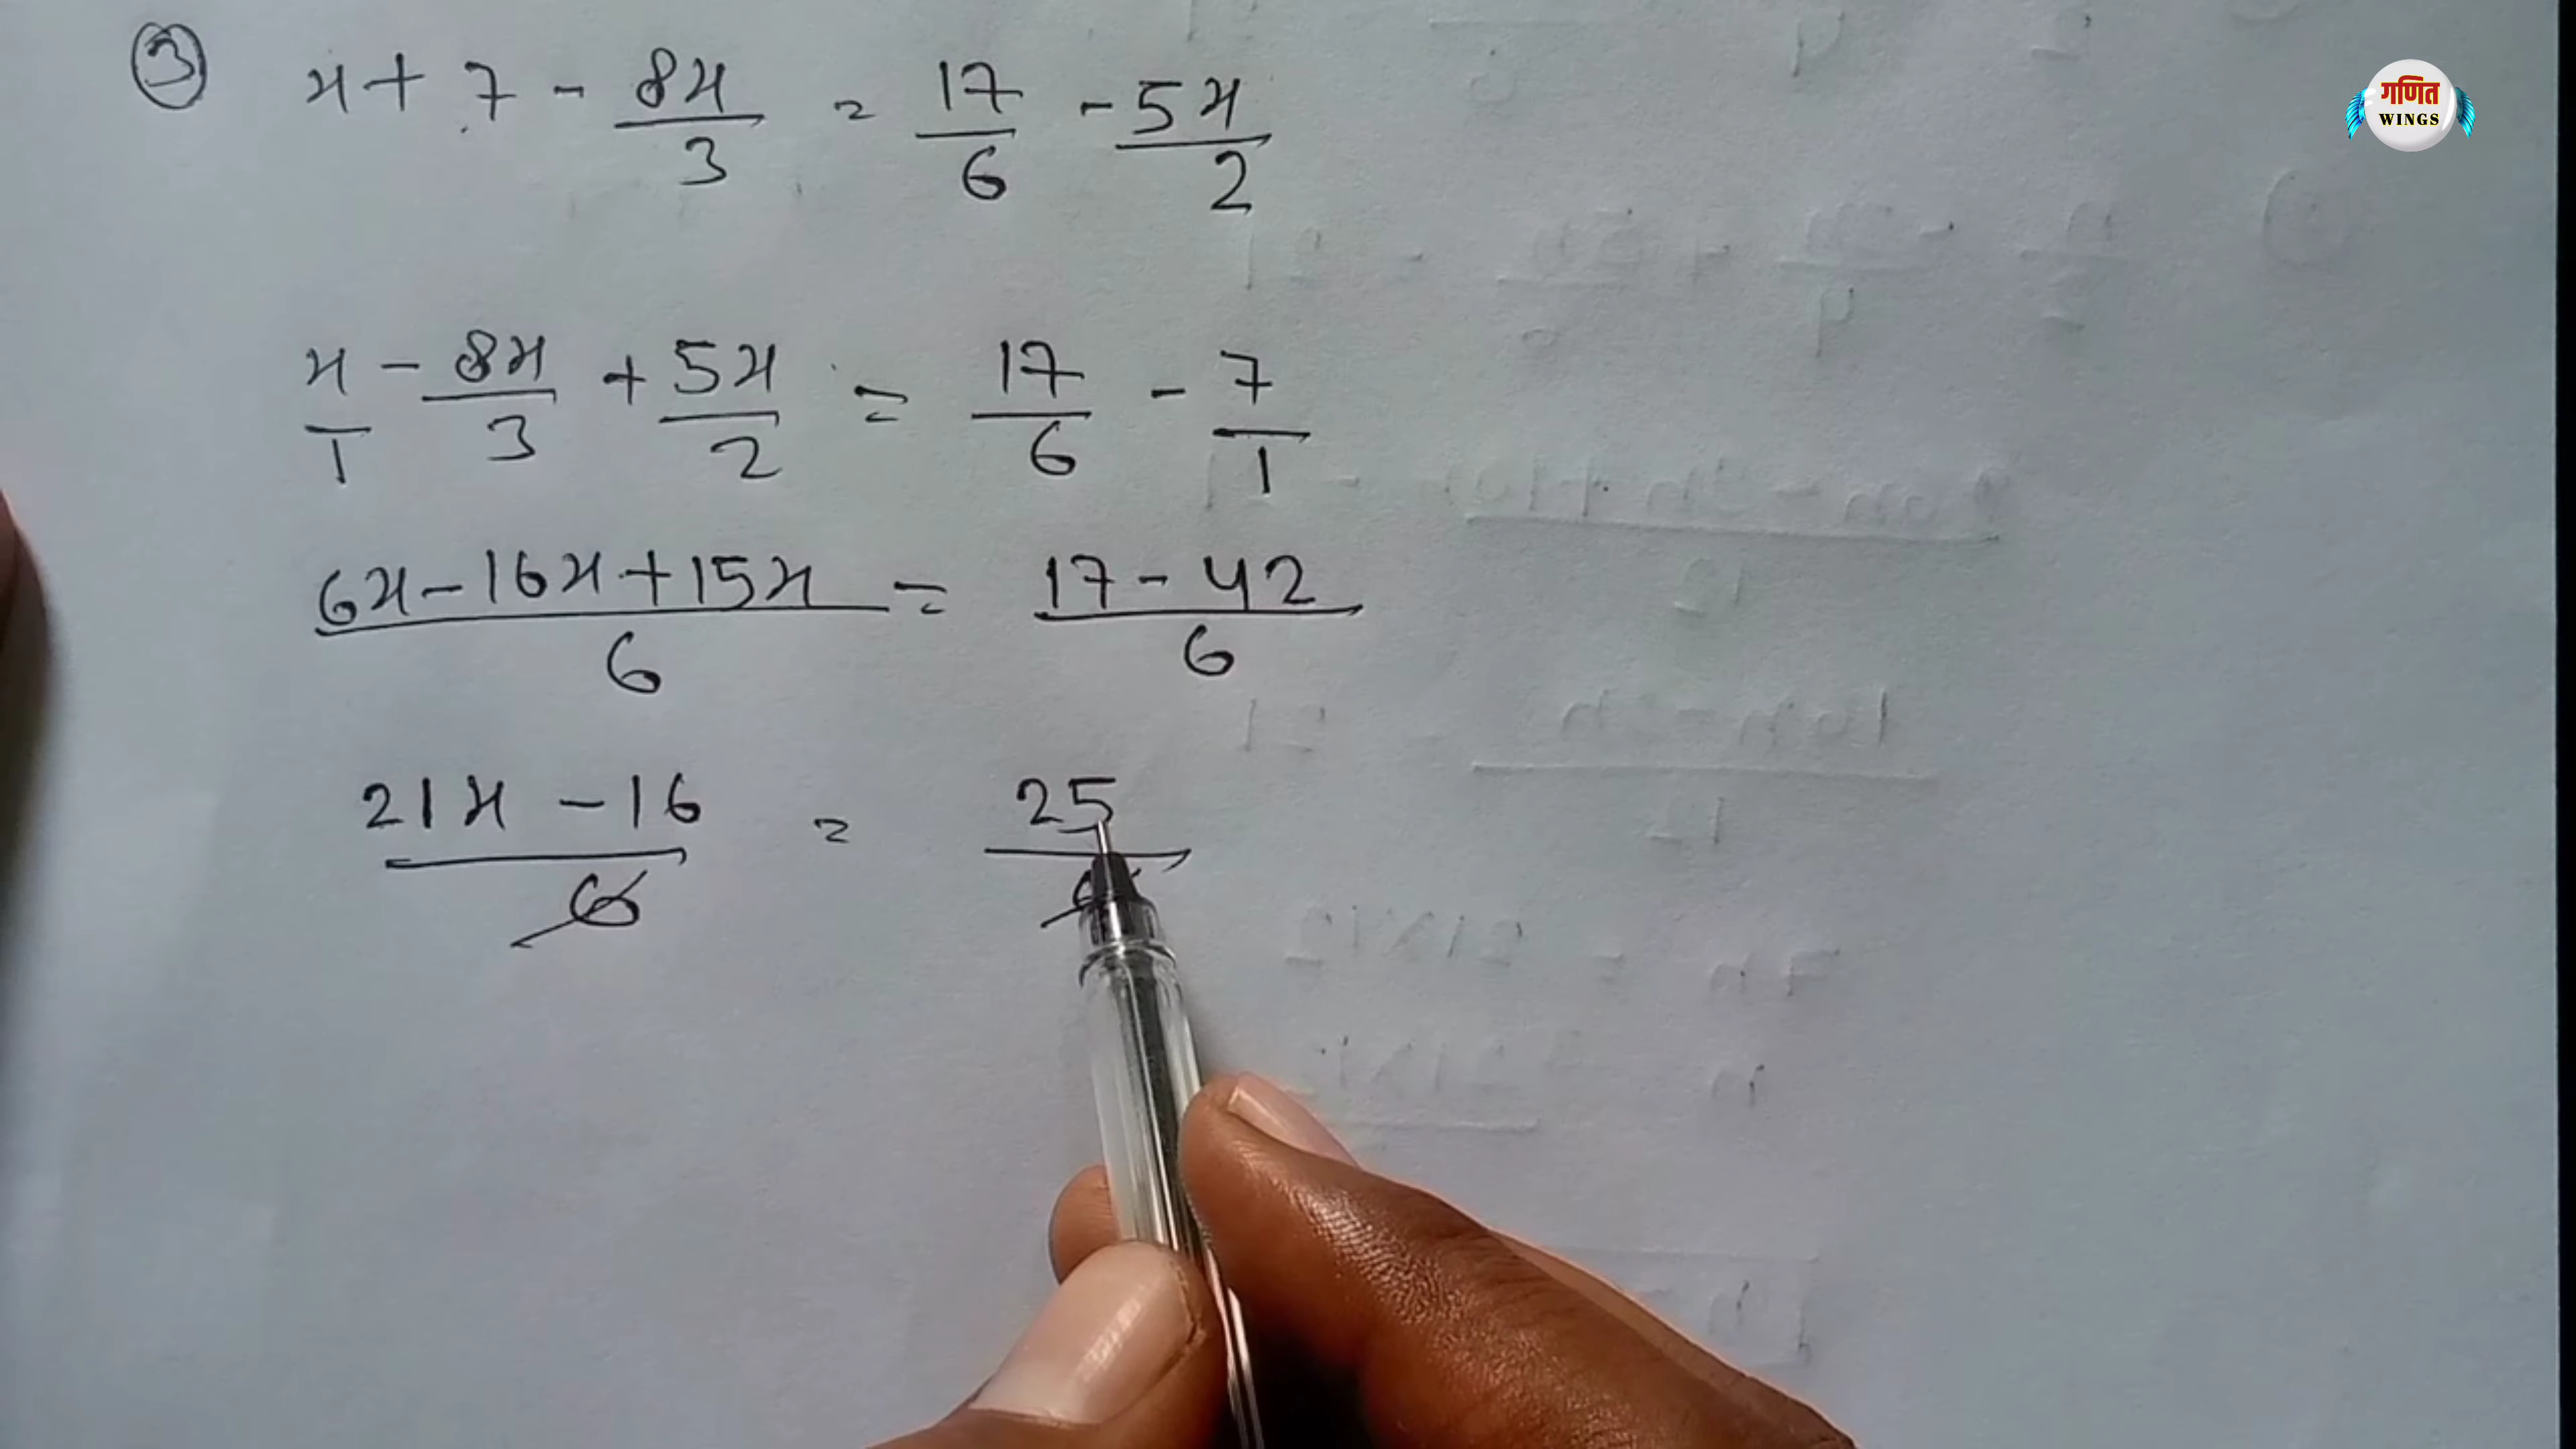 3 x + 7 - 8x/3 = 17/6 - 5x/2
x/1 - 8x/3 + 5x/2 = 17/6 - 7/1
6x - 16x + 15x / 6 = 17 - 42 / 6
21x - 16 / 6 = 25 / 6
गणित
WINGS